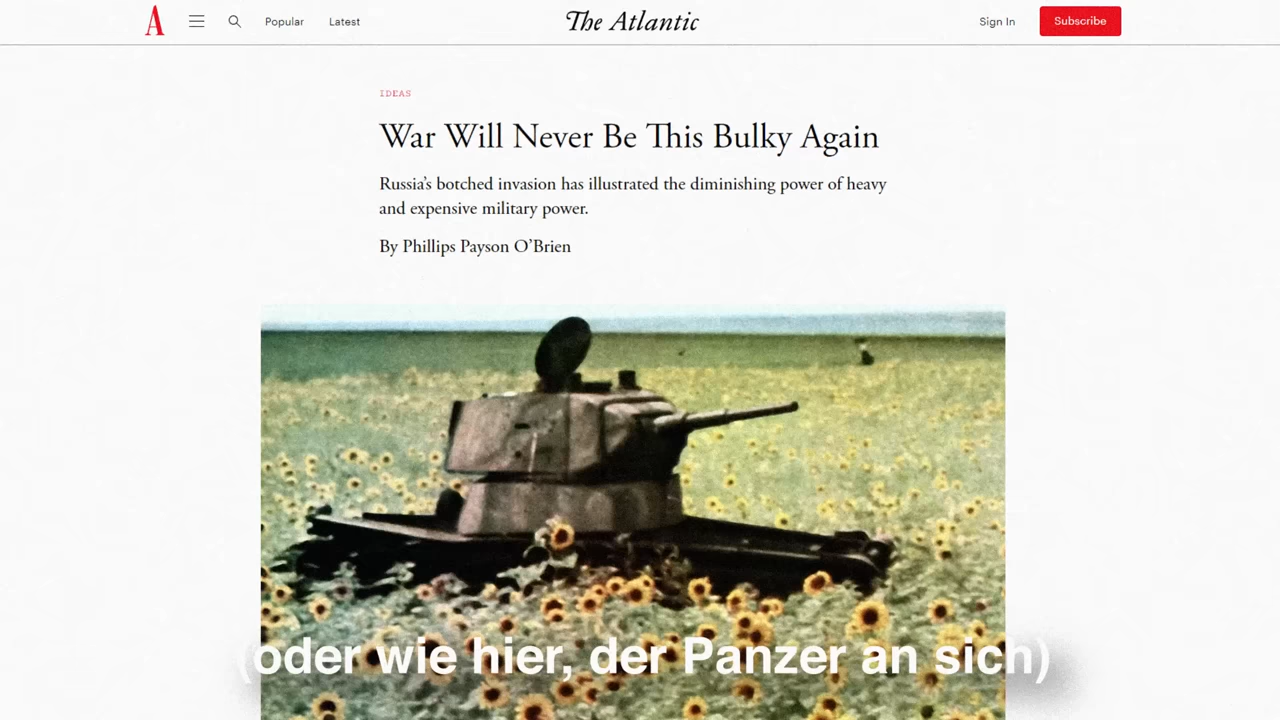 A
Popular
Latest
The Atlantic
Sign In
Subscribe
IDEAS
War Will Never Be This Bulky Again
Russia’s botched invasion has illustrated the diminishing power of heavy
and expensive military power.
By Phillips Payson O’Brien
(oder wie hier, der Panzer an sich)